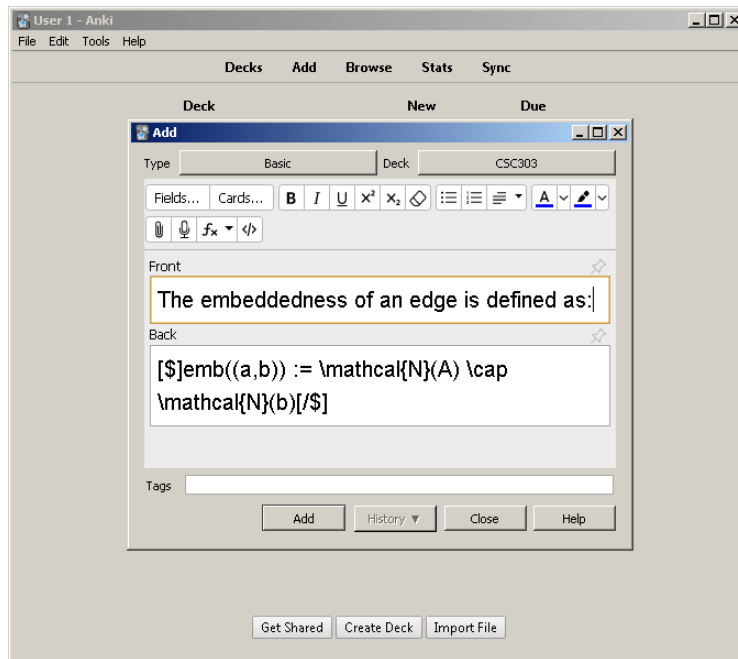 User 1 - Anki
File Edit Tools Help
Decks Add Browse Stats Sync
Deck New Due
Add
Type Basic Deck CSC303
Fields... Cards... B I U x² x₂ A
fx </>
Front
The embeddedness of an edge is defined as:
Back
[$]emb((a,b)) := \mathcal{N}(A) \cap
\mathcal{N}(b)[/$]
Tags
Add History ▼ Close Help
Get Shared Create Deck Import File